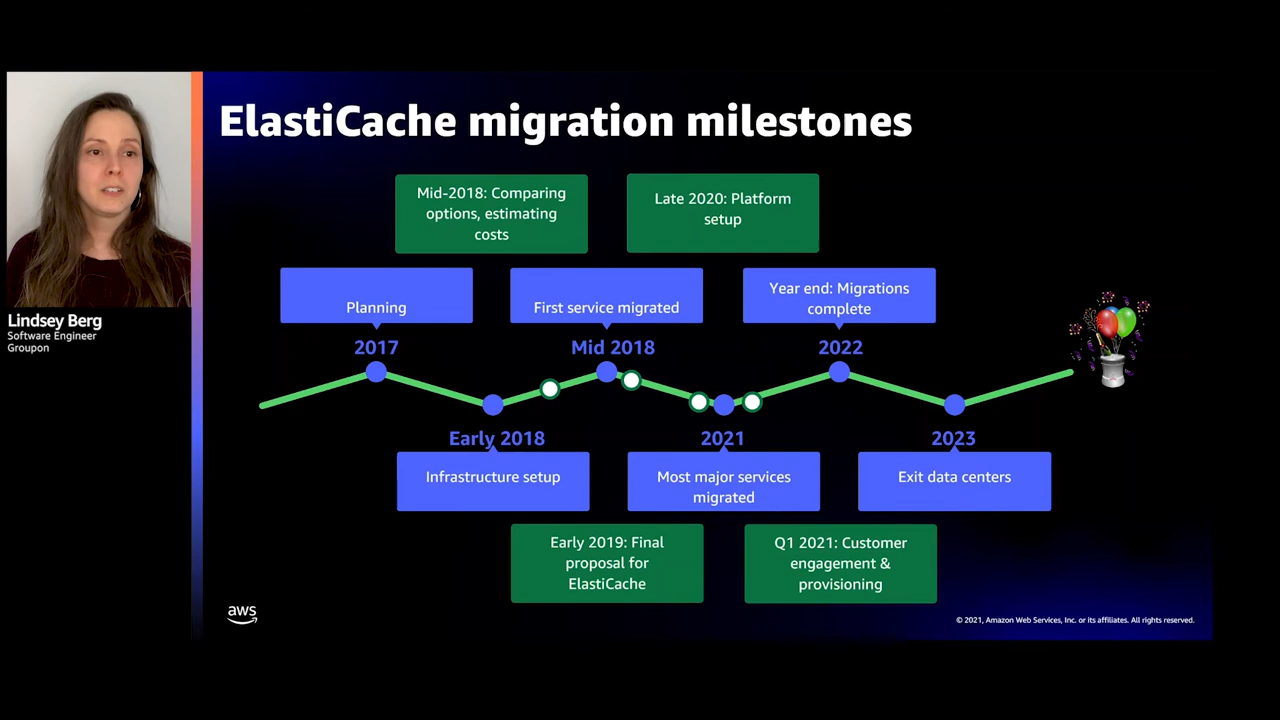 ElastiCache migration milestones
Mid-2018: Comparing
options, estimating
costs
Late 2020: Platform
setup
Planning
First service migrated
Year end: Migrations
complete
Lindsey Berg
Software Engineer
Groupon
2017
Mid 2018
2022
Early 2018
2021
2023
Infrastructure setup
Most major services
migrated
Exit data centers
Early 2019: Final
proposal for
ElastiCache
Q1 2021: Customer
engagement &
provisioning
aws
© 2021, Amazon Web Services, Inc. or its affiliates. All rights reserved.